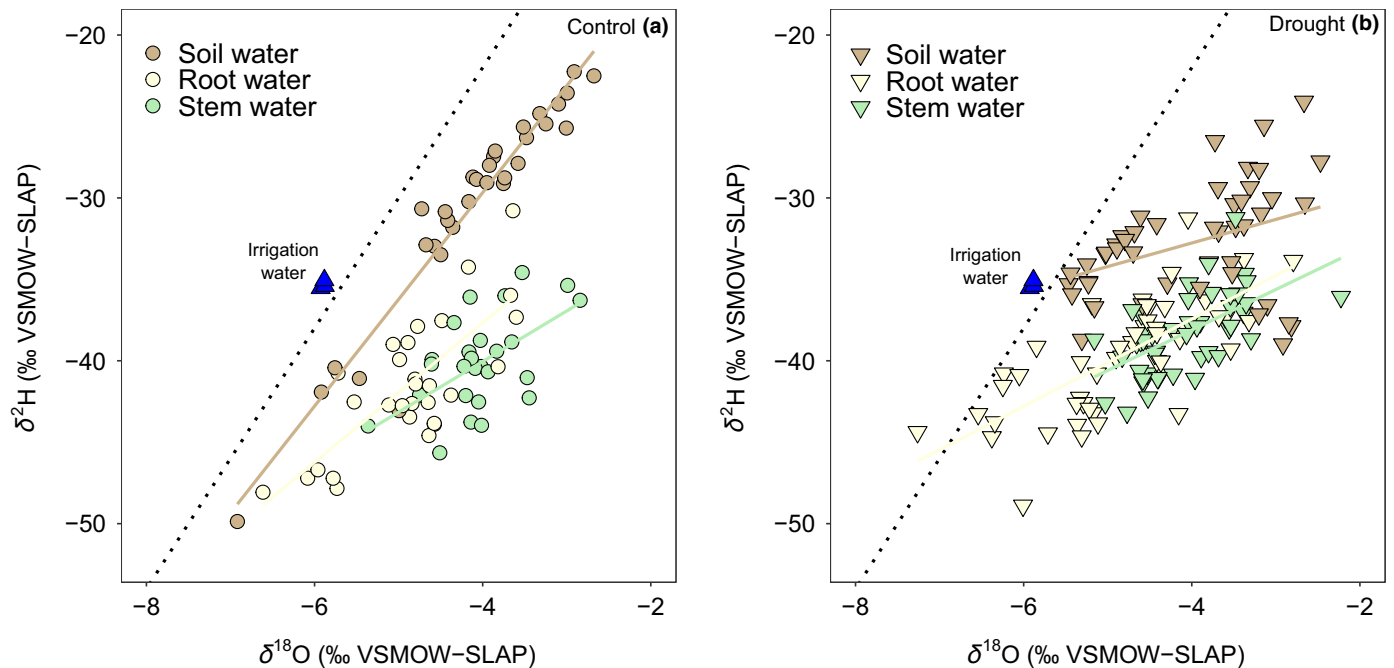 Control (a)
Soil water
Root water
Stem water
Irrigation
water
−20
−30
−40
−50
−8
−6
−4
−2
δ²H (‰ VSMOW−SLAP)
δ¹⁸O (‰ VSMOW−SLAP)
Drought (b)
Soil water
Root water
Stem water
Irrigation
water
−20
−30
−40
−50
−8
−6
−4
−2
δ²H (‰ VSMOW−SLAP)
δ¹⁸O (‰ VSMOW−SLAP)